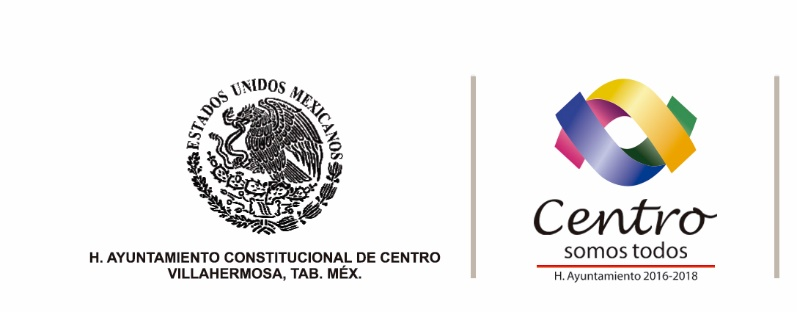 ESTADOS UNIDOS MEXICANOS
H. AYUNTAMIENTO CONSTITUCIONAL DE CENTRO
VILLAHERMOSA, TAB. MÉX.
Centro
somos todos
H. Ayuntamiento 2016-2018